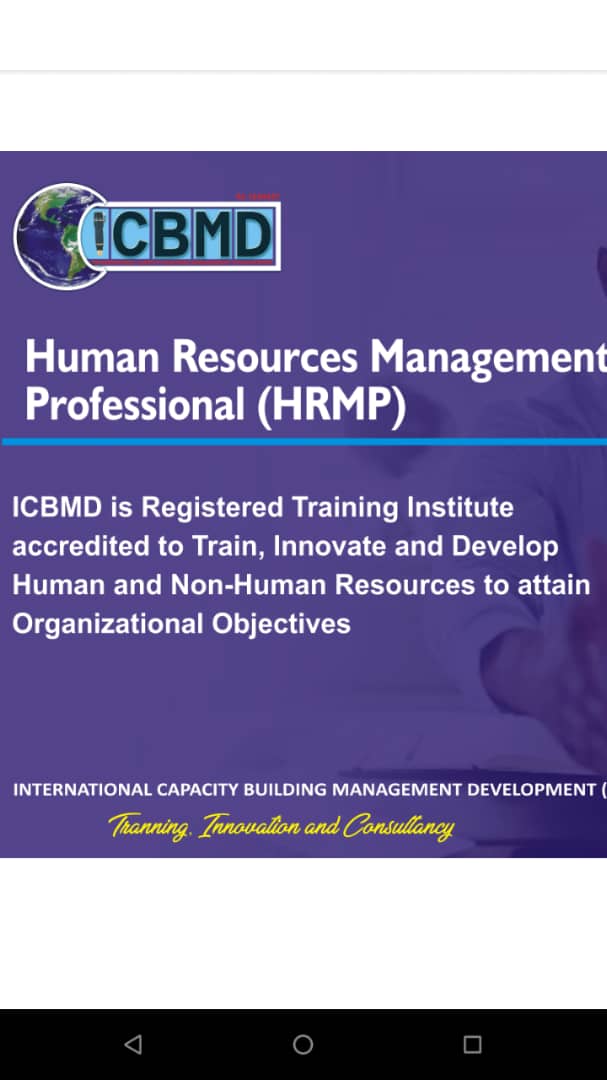 ICBMD
Human Resources Management
Professional (HRMP)
ICBMD is Registered Training Institute
accredited to Train, Innovate and Develop
Human and Non-Human Resources to attain
Organizational Objectives
INTERNATIONAL CAPACITY BUILDING MANAGEMENT DEVELOPMENT (
Tranning, Innovation and Consultancy